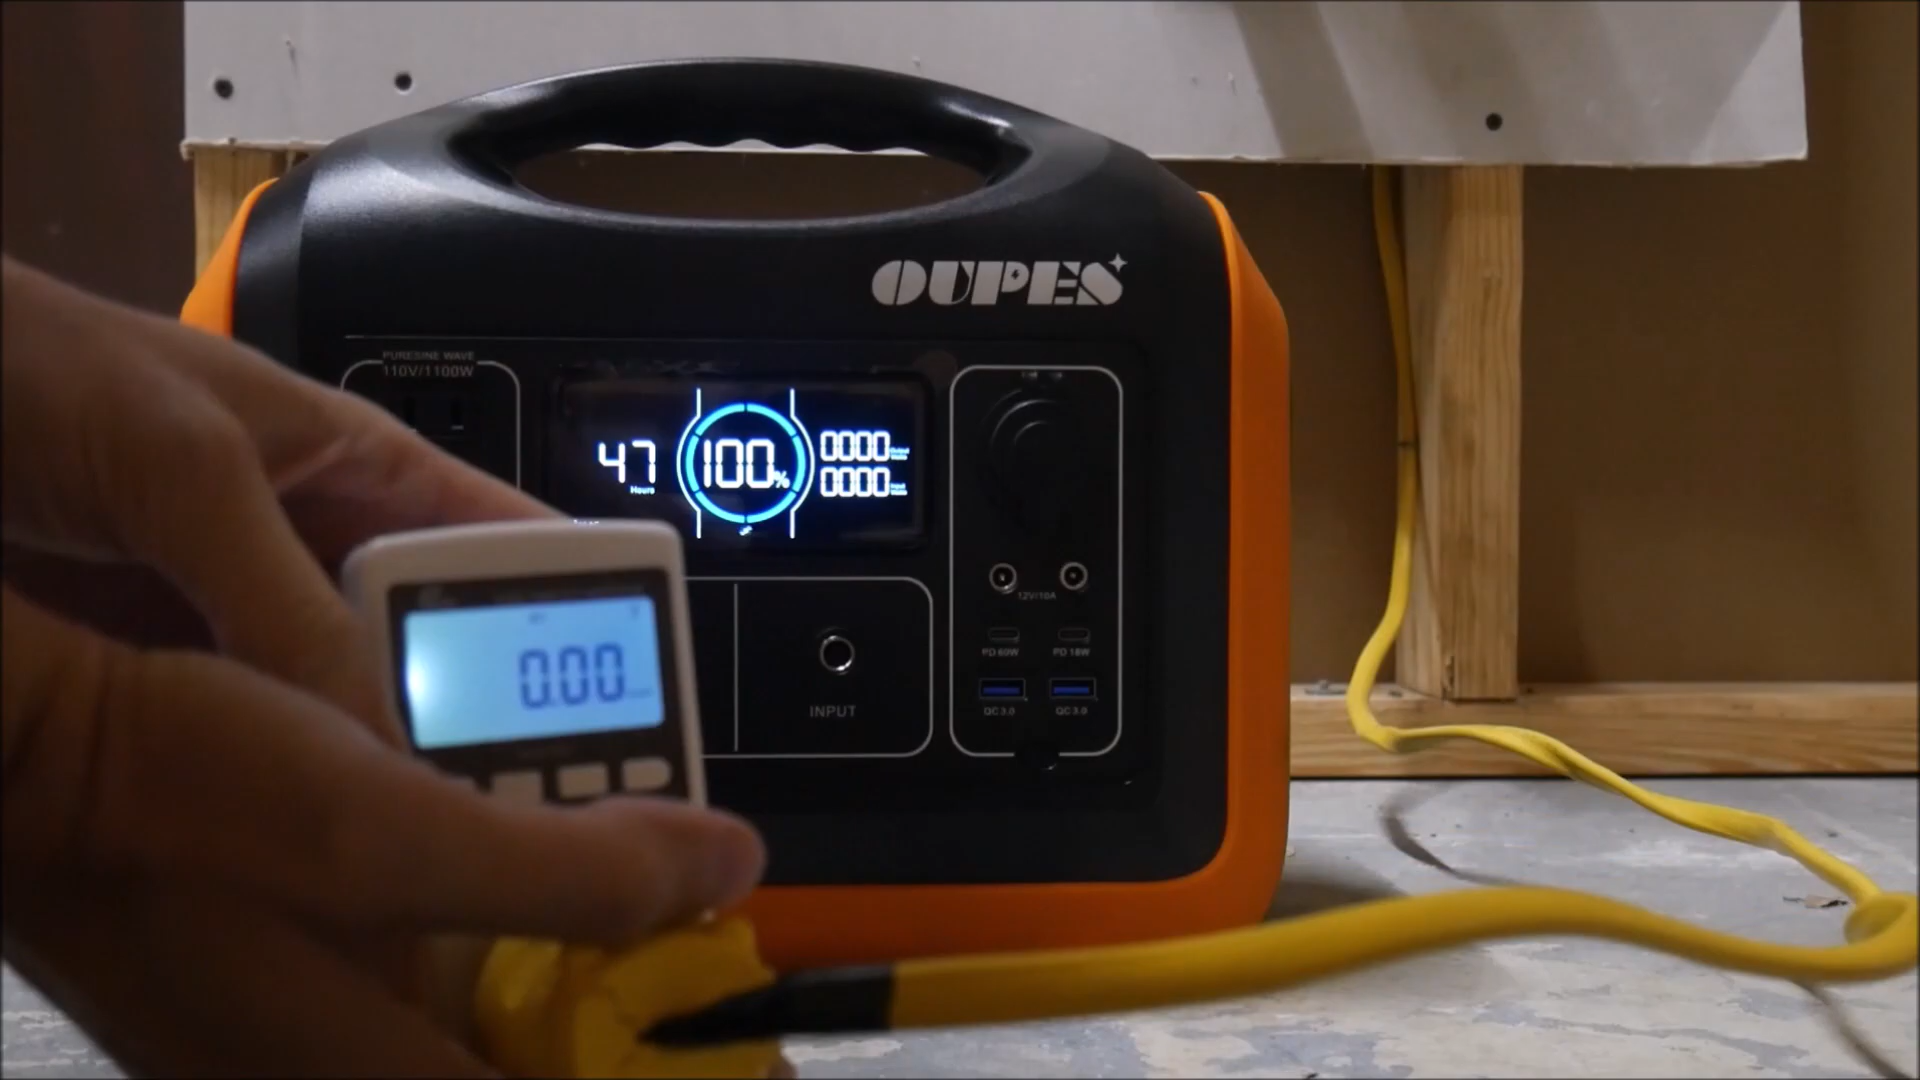 OUPES
PURESINE WAVE
110V/1100W
47
Hours
100%
0000
0000
12V/10A
PD 60W
PD 18W
QC3.0
QC3.0
INPUT
0.00